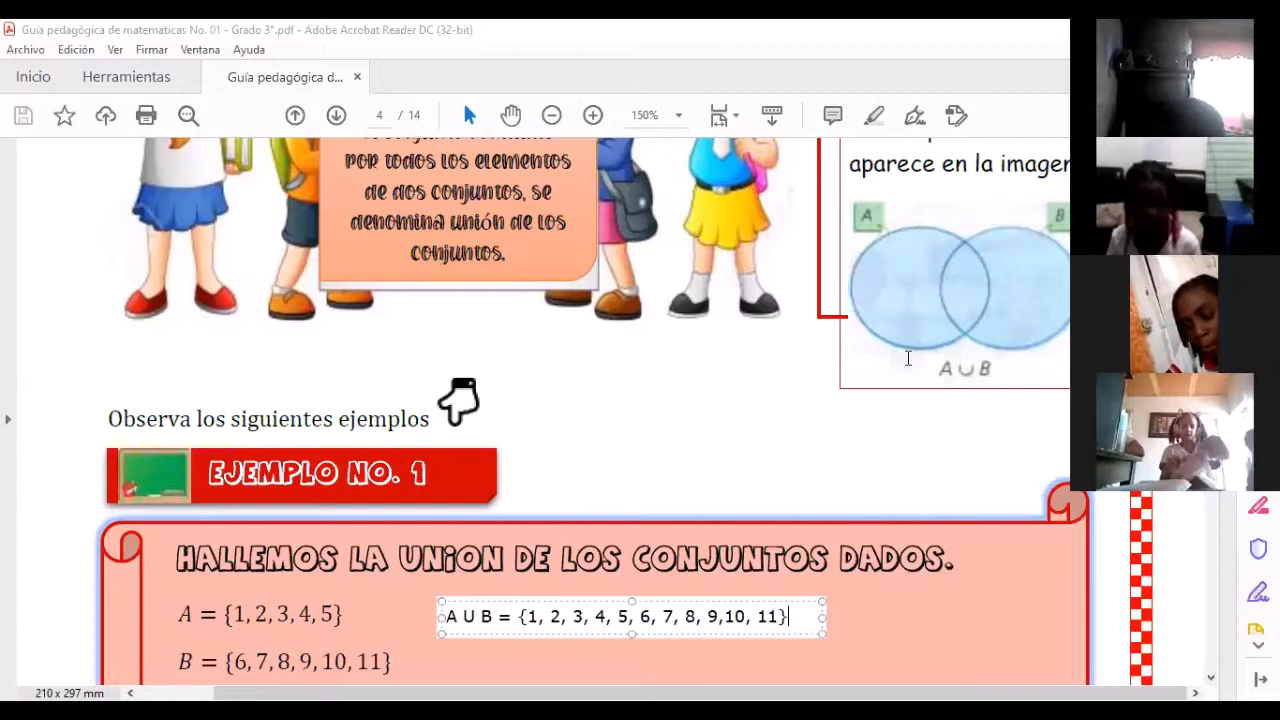 Guía pedagógica de matemáticas No. 01 - Grado 3°.pdf - Adobe Acrobat Reader DC (32-bit)
Archivo Edición Ver Firmar Ventana Ayuda
Inicio Herramientas Guía pedagógica d... ×
4 / 14 150%
por todos los elementos
de dos conjuntos, se
denomina unión de los
conjuntos.
aparece en la imagen
A B
A ∪ B
Observa los siguientes ejemplos
EJEMPLO NO. 1
HALLEMOS LA UNION DE LOS CONJUNTOS DADOS.
A = {1, 2, 3, 4, 5}
A U B = {1, 2, 3, 4, 5, 6, 7, 8, 9,10, 11}
B = {6, 7, 8, 9, 10, 11}
210 x 297 mm